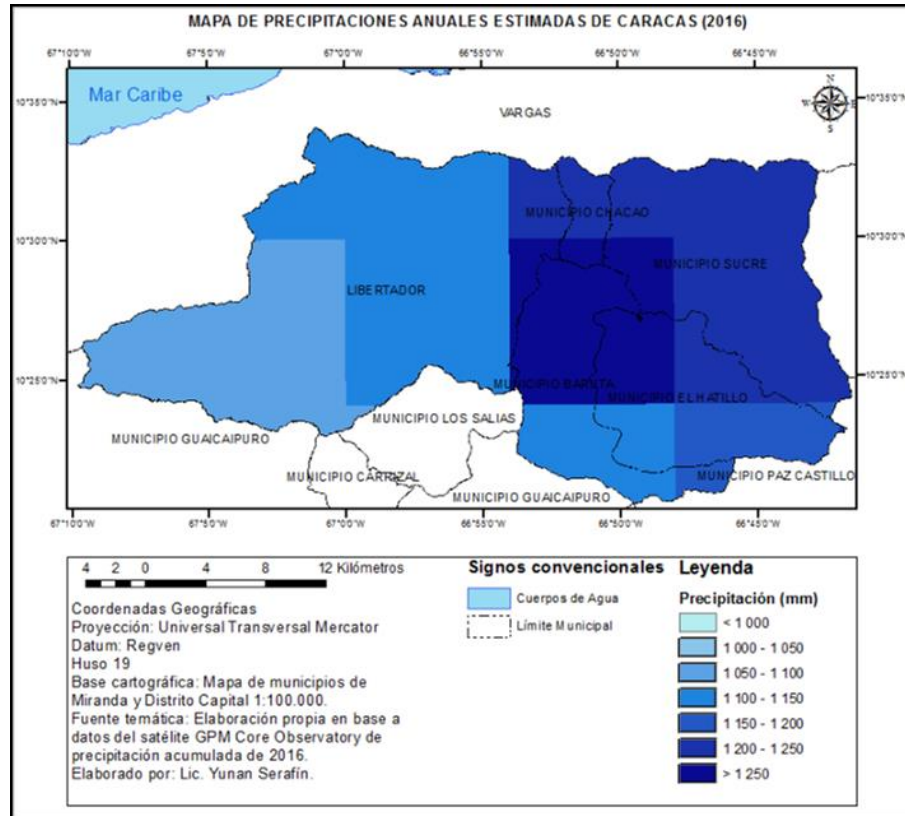 MAPA DE PRECIPITACIONES ANUALES ESTIMADAS DE CARACAS (2016)
67°10'0"W 67°5'0"W 67°0'0"W 66°55'0"W 66°50'0"W 66°45'0"W
Mar Caribe
N
W E
S
10°35'0"N 10°35'0"N
VARGAS
MUNICIPIO CHACAO
10°30'0"N 10°30'0"N
MUNICIPIO SUCRE
LIBERTADOR
10°25'0"N 10°25'0"N
MUNICIPIO BARUTA
MUNICIPIO EL HATILLO
MUNICIPIO LOS SALIAS
MUNICIPIO GUAICAIPURO
MUNICIPIO CARRIZAL
MUNICIPIO PAZ CASTILLO
MUNICIPIO GUAICAIPURO
67°10'0"W 67°5'0"W 67°0'0"W 66°55'0"W 66°50'0"W 66°45'0"W
4 2 0 4 8 12 Kilómetros
Coordenadas Geográficas
Proyección: Universal Transversal Mercator
Datum: Regven
Huso 19
Base cartográfica: Mapa de municipios de
Miranda y Distrito Capital 1:100.000.
Fuente temática: Elaboración propia en base a
datos del satélite GPM Core Observatory de
precipitación acumulada de 2016.
Elaborado por: Lic. Yunan Serafín.
Signos convencionales
Cuerpos de Agua
Límite Municipal
Leyenda
Precipitación (mm)
< 1 000
1 000 - 1 050
1 050 - 1 100
1 100 - 1 150
1 150 - 1 200
1 200 - 1 250
> 1 250